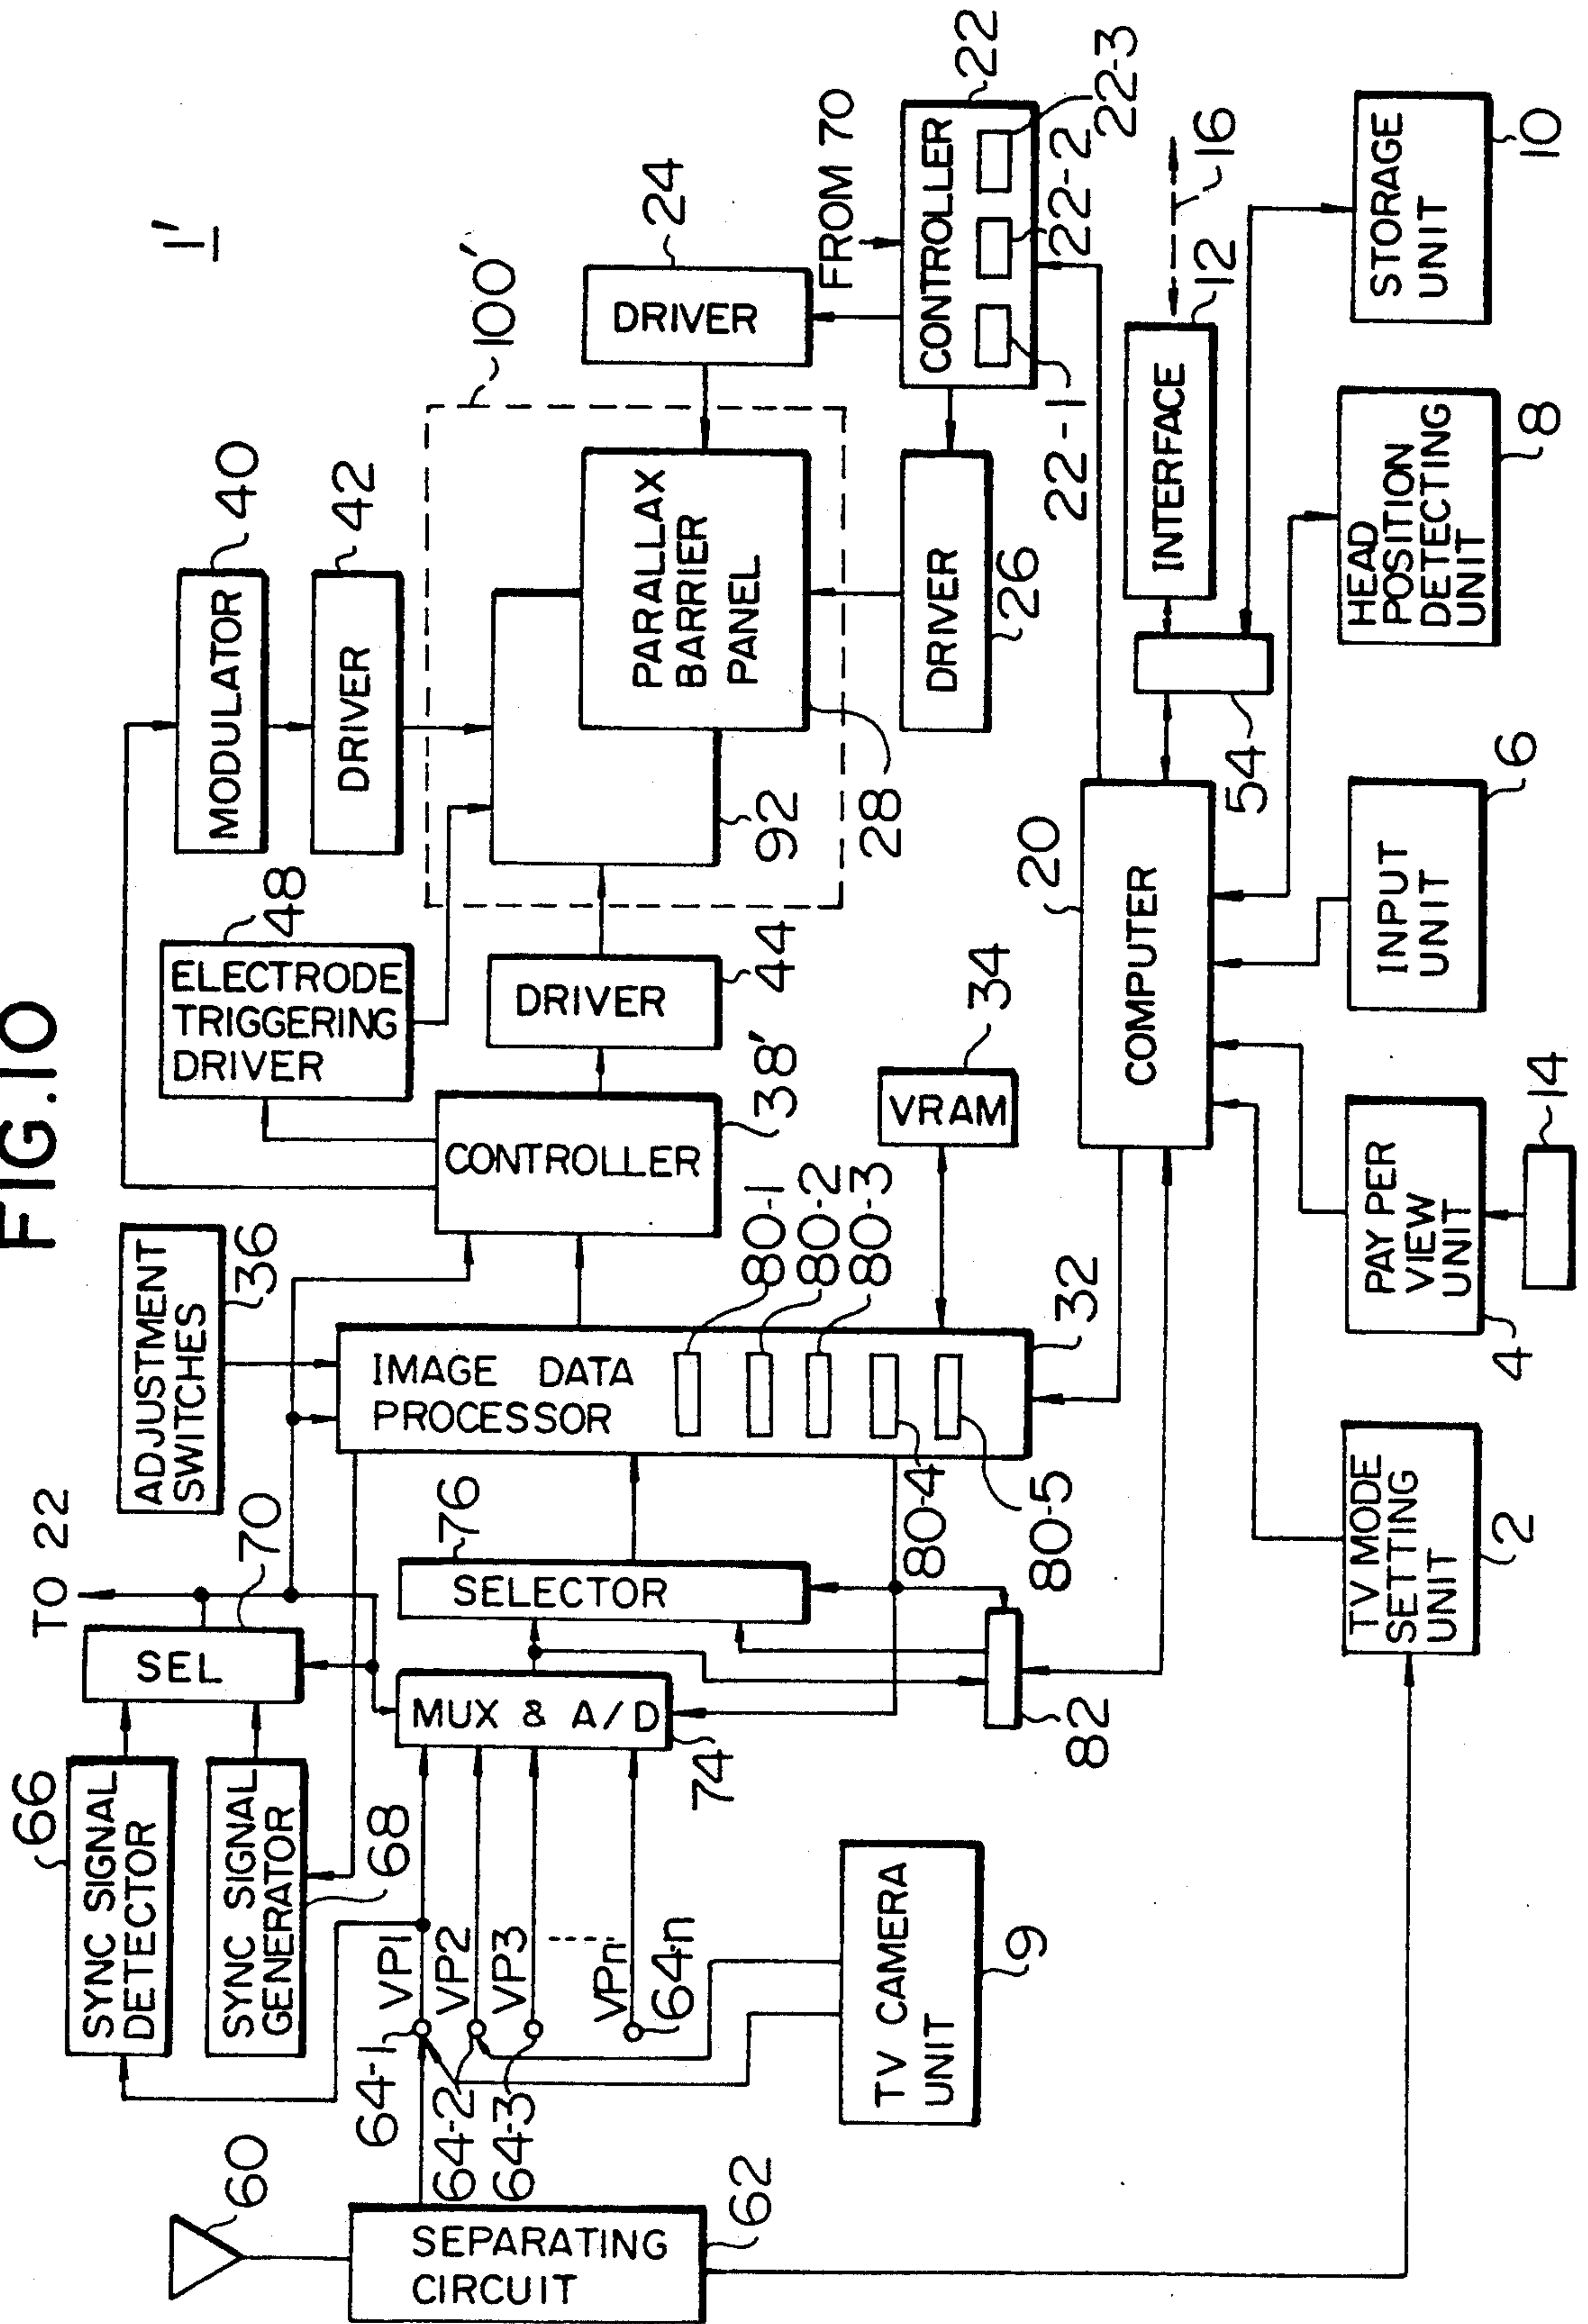 FIG.10
1'
60
SEPARATING
CIRCUIT
62
66
SYNC SIGNAL
DETECTOR
SYNC SIGNAL
GENERATOR
68
64-1
64-2
64-3
64-n
VP1
VP2
VP3
VPn
TV CAMERA
UNIT
9
TO 22
SEL
70
MUX & A/D
74
SELECTOR
76
82
ADJUSTMENT
SWITCHES
36
IMAGE DATA
PROCESSOR
80-1
80-2
80-3
80-4
80-5
32
VRAM
34
CONTROLLER
38'
ELECTRODE
TRIGGERING
DRIVER
48
DRIVER
44
MODULATOR
40
DRIVER
42
100'
PARALLAX
BARRIER
PANEL
92
28
DRIVER
24
DRIVER
26
FROM 70
CONTROLLER
22
22-1
22-2
22-3
COMPUTER
20
INTERFACE
12
16
54
TV MODE
SETTING
UNIT
2
PAY PER
VIEW
UNIT
4
14
INPUT
UNIT
6
HEAD
POSITION
DETECTING
UNIT
8
STORAGE
UNIT
10